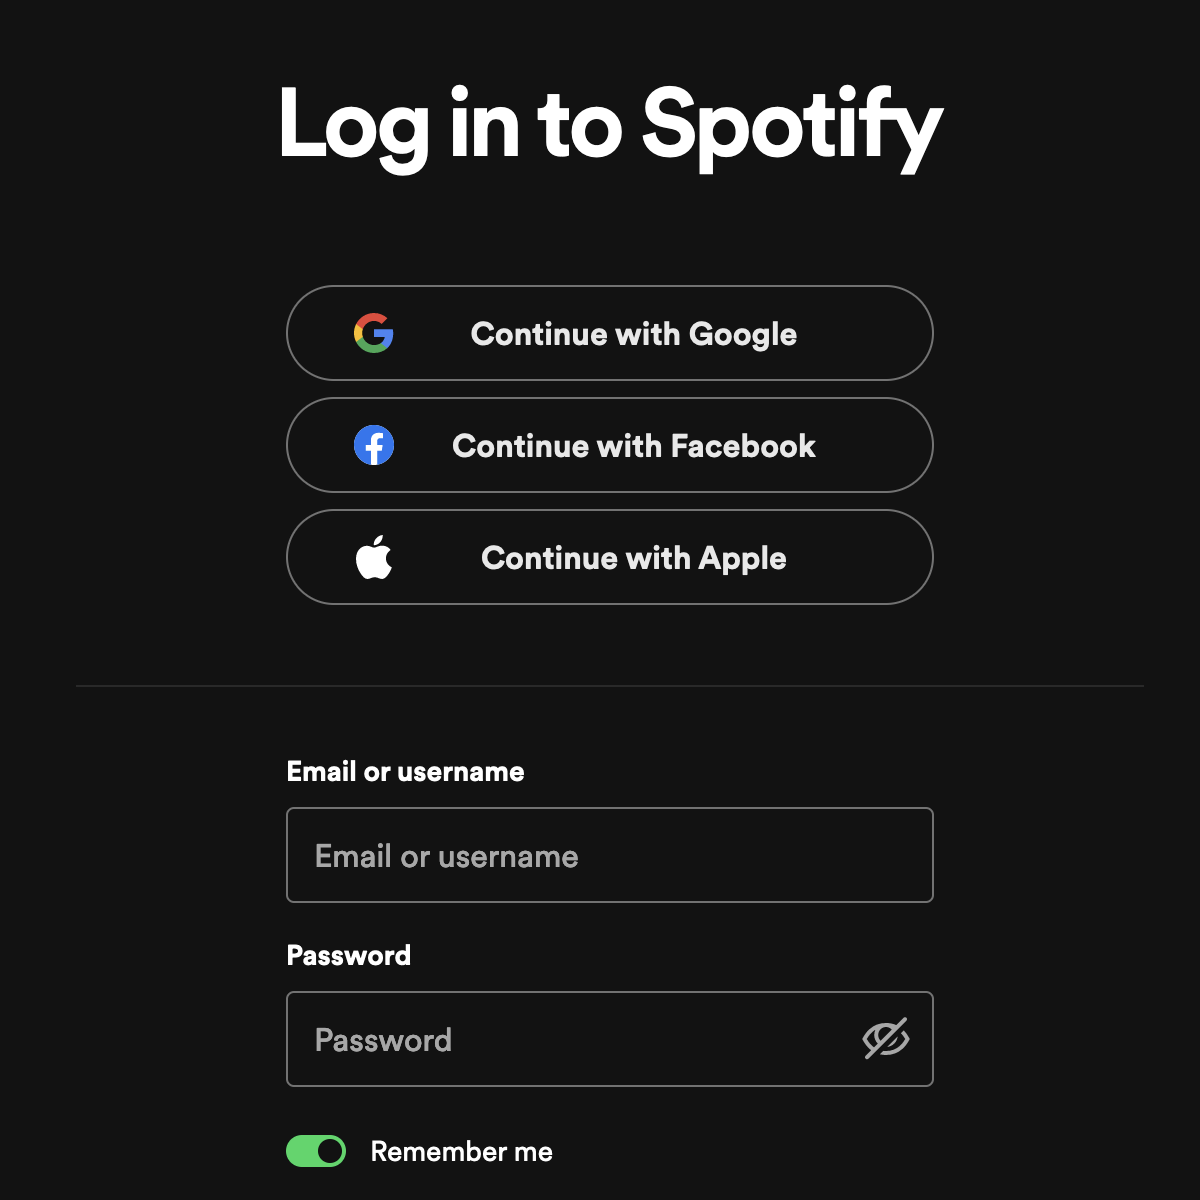 Log in to Spotify
Continue with Google
Continue with Facebook
Continue with Apple
Email or username
Email or username
Password
Password
Remember me